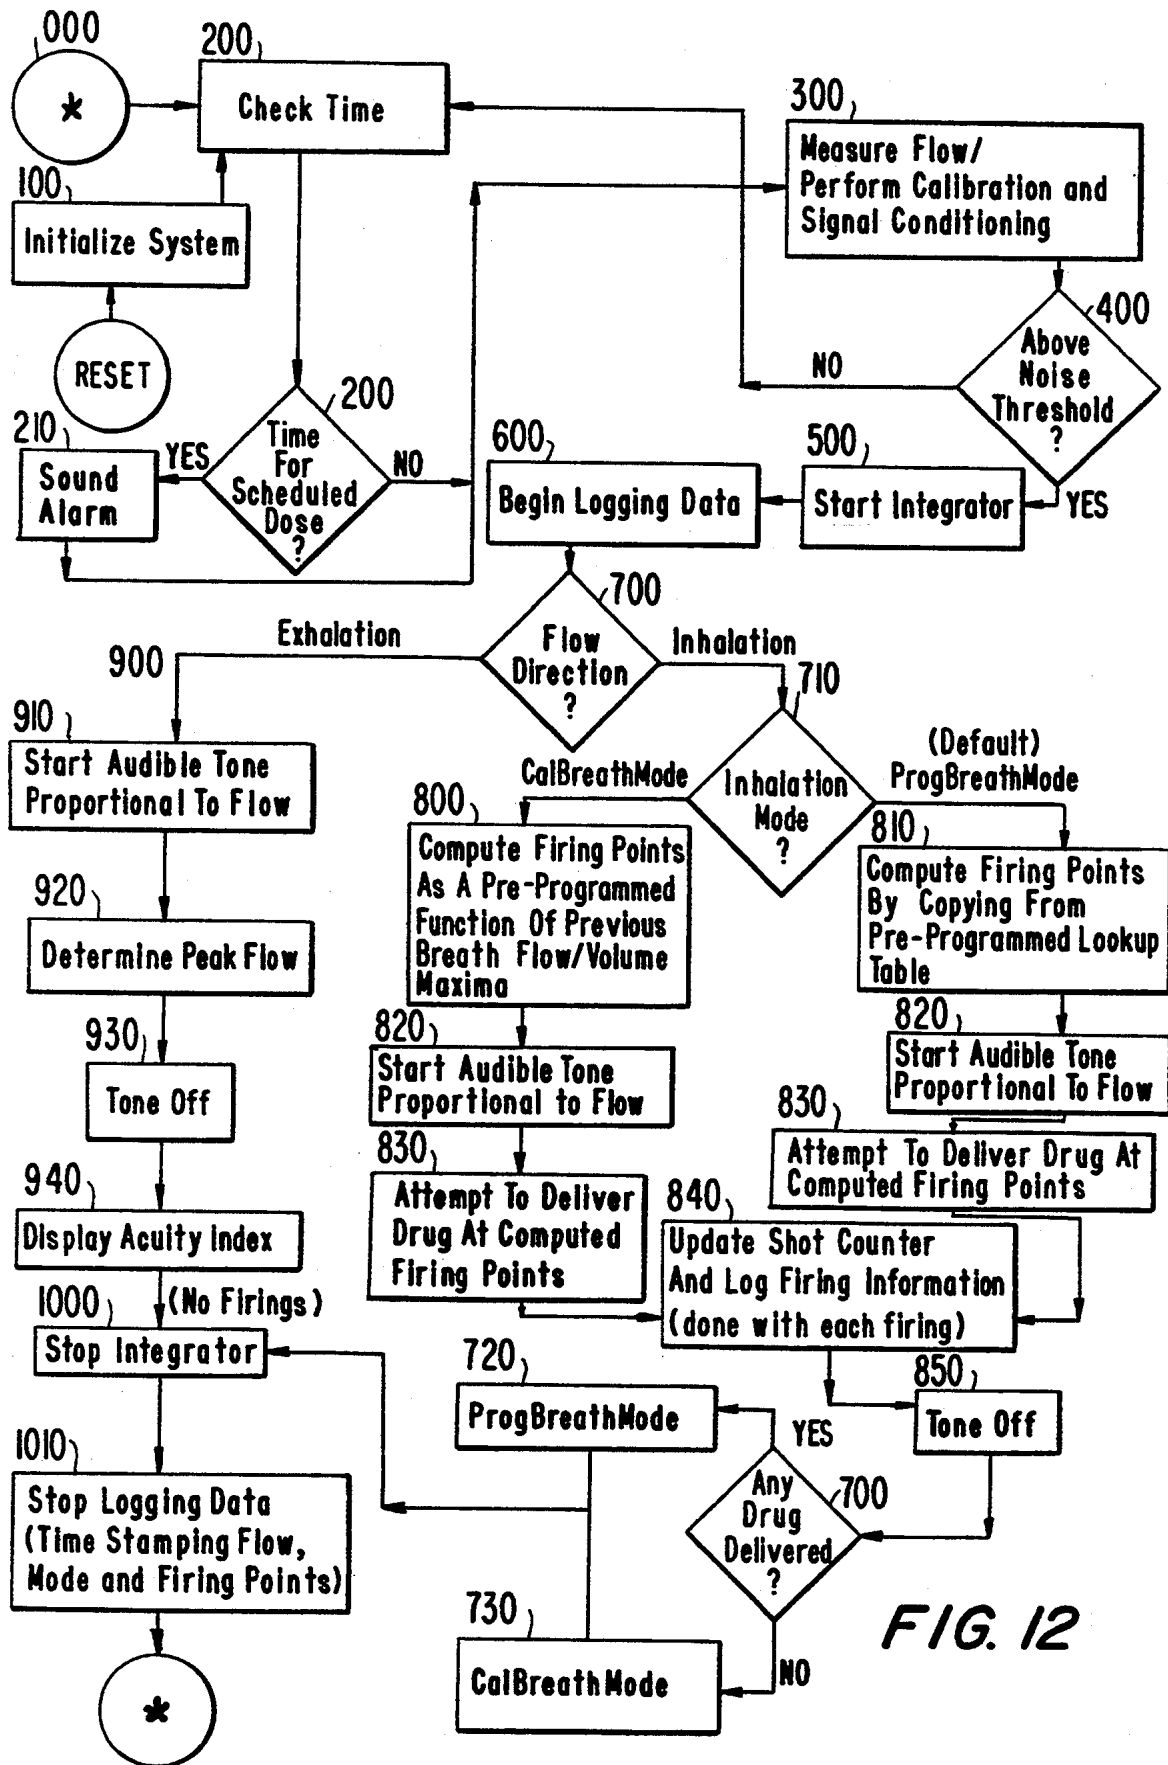 000
*
200
Check Time
100
Initialize System
RESET
300
Measure Flow/
Perform Calibration and
Signal Conditioning
400
Above
Noise
Threshold
?
NO
YES
200
Time
For
Scheduled
Dose
?
YES
NO
210
Sound
Alarm
500
Start Integrator
600
Begin Logging Data
700
Flow
Direction
?
Exhalation
Inhalation
900
910
Start Audible Tone
Proportional To Flow
920
Determine Peak Flow
930
Tone Off
940
Display Acuity Index
(No Firings)
1000
Stop Integrator
1010
Stop Logging Data
(Time Stamping Flow,
Mode and Firing Points)
*
710
Inhalation
Mode
?
CalBreathMode
(Default)
ProgBreathMode
800
Compute Firing Points
As A Pre-Programmed
Function Of Previous
Breath Flow/Volume
Maxima
820
Start Audible Tone
Proportional to Flow
830
Attempt To Deliver
Drug At Computed
Firing Points
810
Compute Firing Points
By Copying From
Pre-Programmed Lookup
Table
820
Start Audible Tone
Proportional To Flow
830
Attempt To Deliver Drug At
Computed Firing Points
840
Update Shot Counter
And Log Firing Information
(done with each firing)
850
Tone Off
700
Any
Drug
Delivered
?
YES
NO
720
ProgBreathMode
730
CalBreathMode
FIG. 12